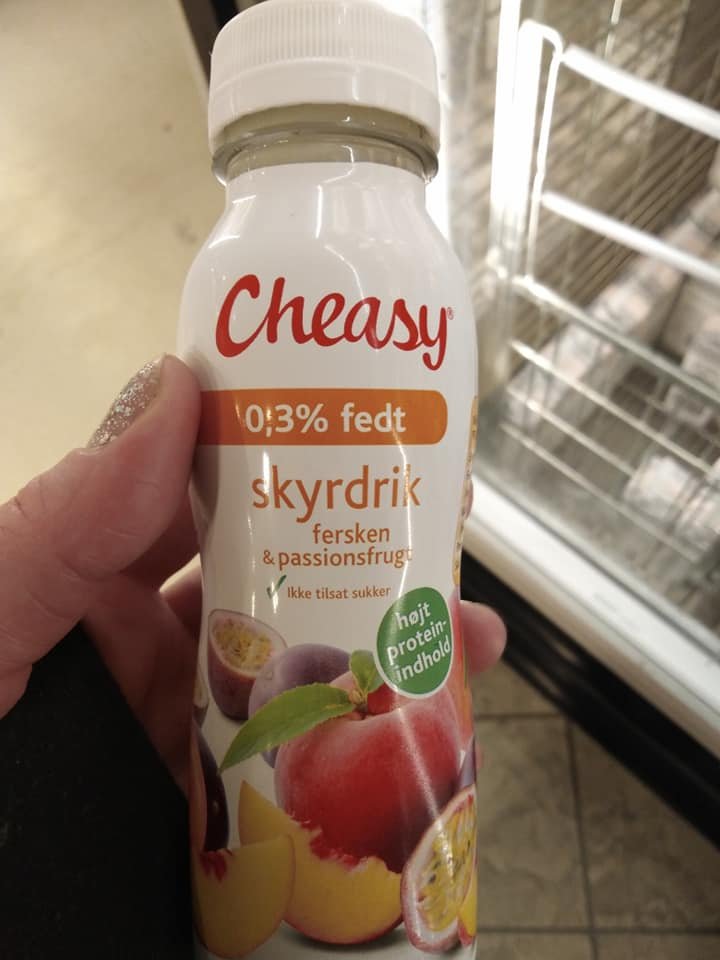 Cheasy®
0,3% fedt
skyrdrik
fersken
& passionsfrugt
✓ Ikke tilsat sukker
højt
protein-
indhold